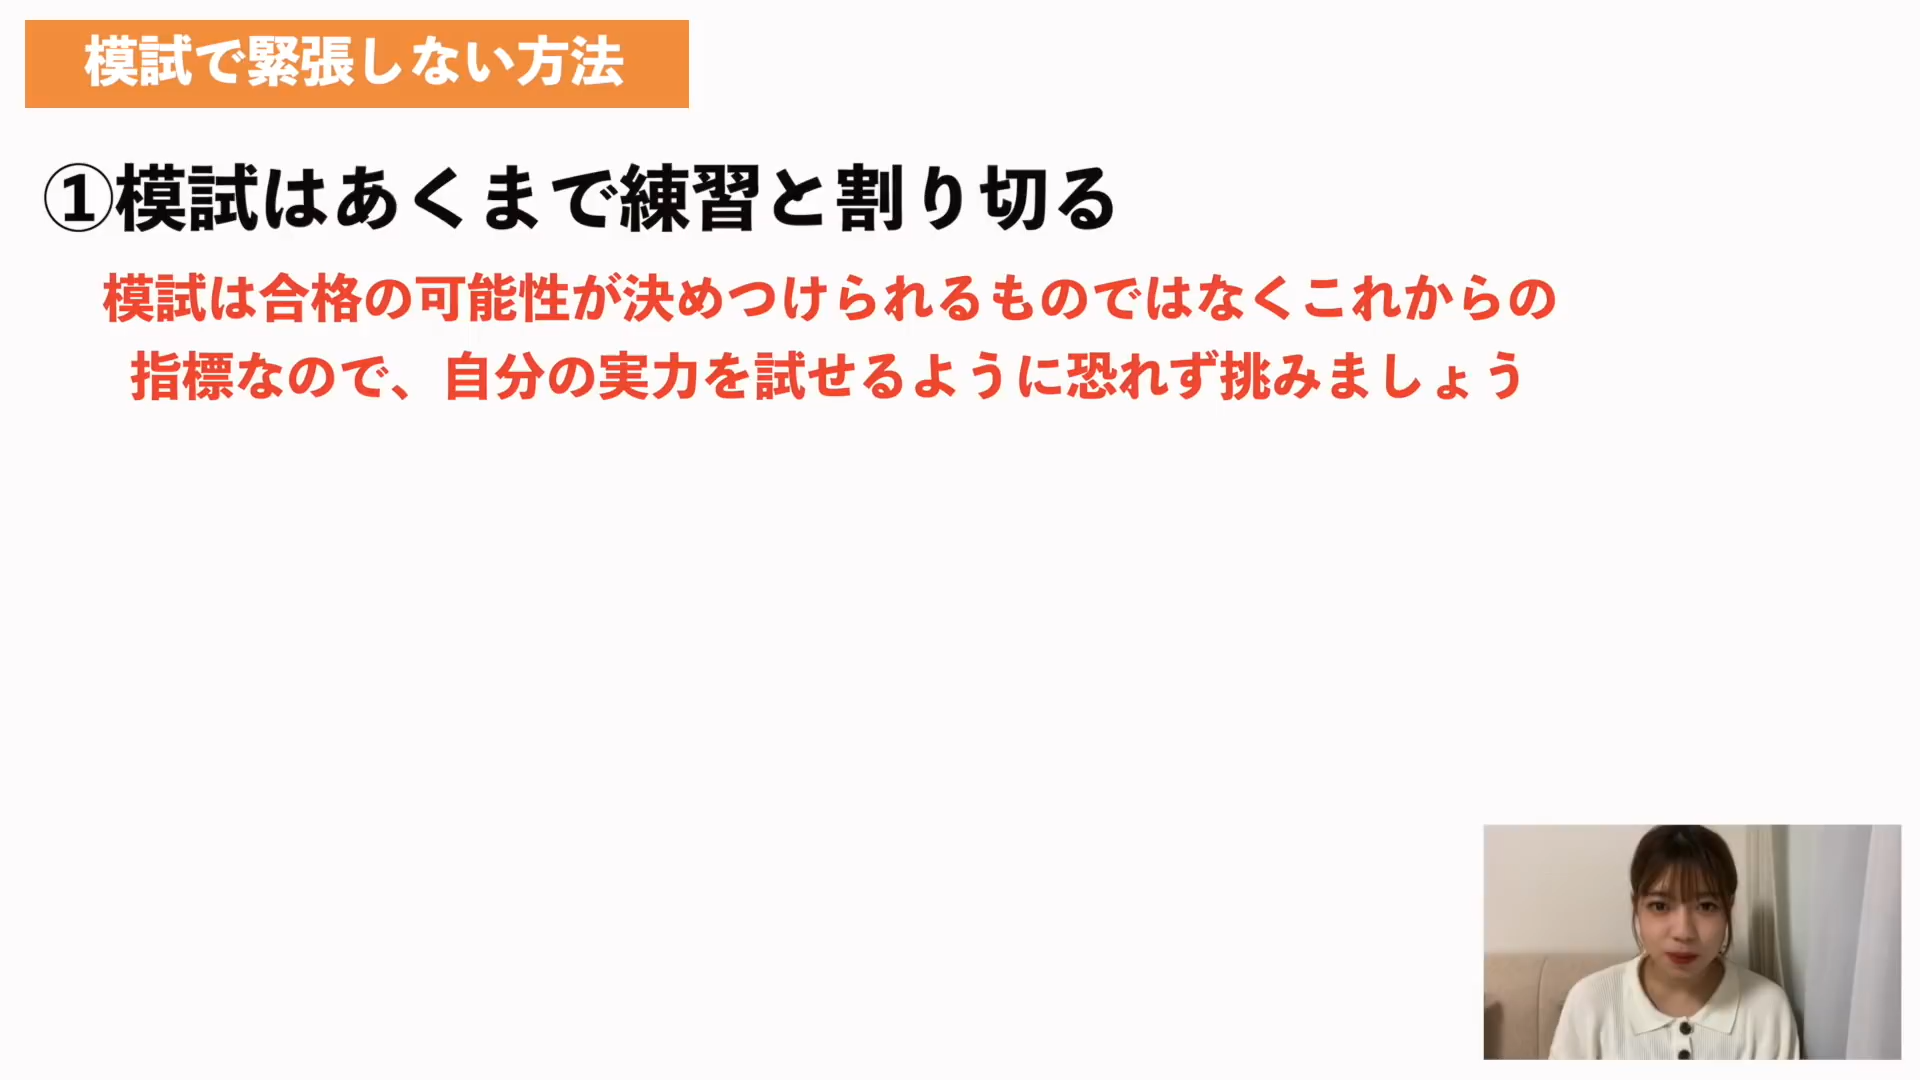 模試で緊張しない方法
①模試はあくまで練習と割り切る
模試は合格の可能性が決めつけられるものではなくこれからの
指標なので、自分の実力を試せるように恐れず挑みましょう